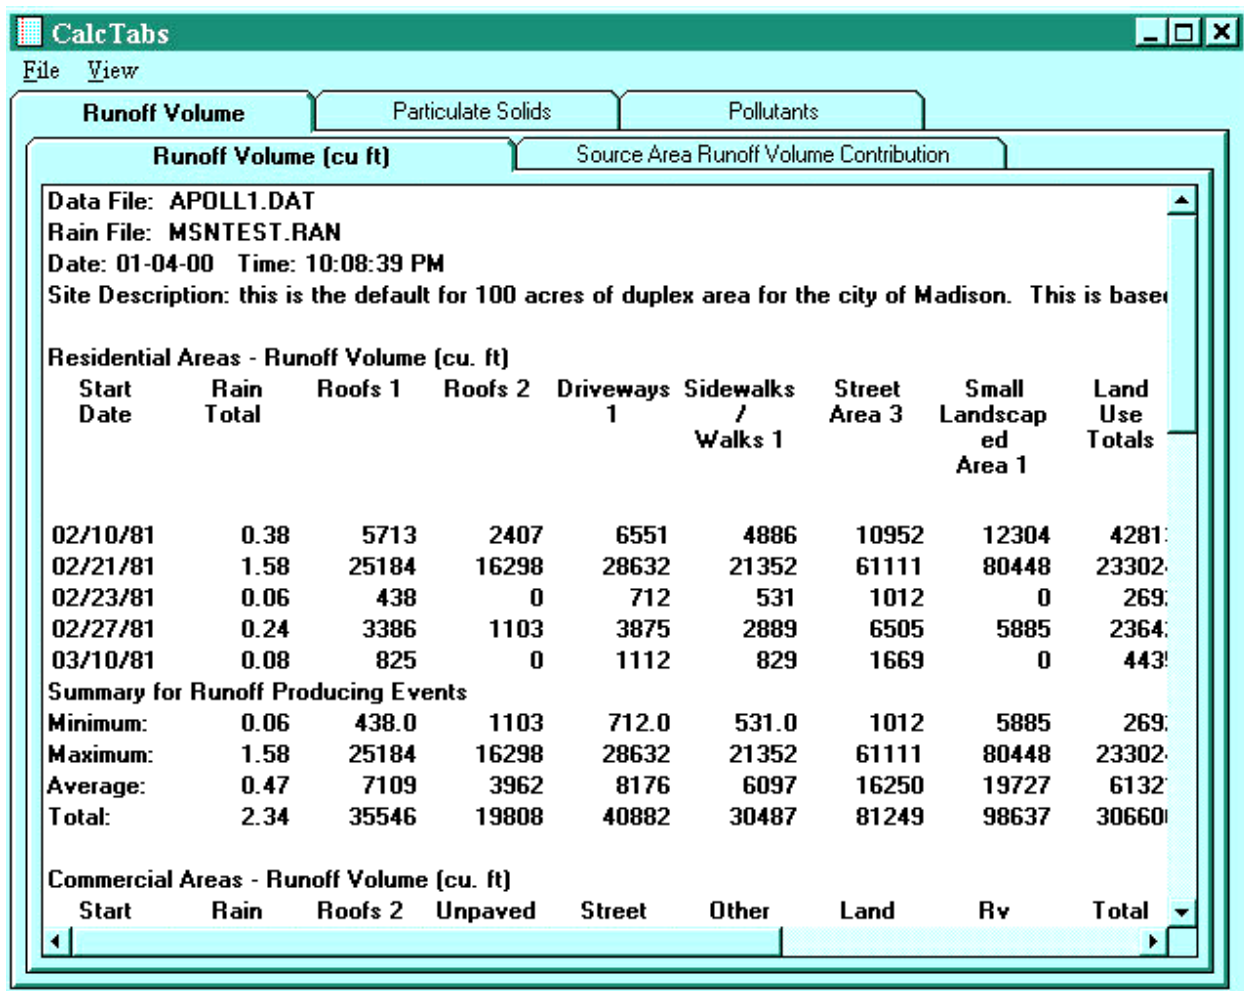 CalcTabs
File View
Runoff Volume Particulate Solids Pollutants
Runoff Volume (cu ft) Source Area Runoff Volume Contribution
Data File: APOLL1.DAT
Rain File: MSNTEST.RAN
Date: 01-04-00 Time: 10:08:39 PM
Site Description: this is the default for 100 acres of duplex area for the city of Madison. This is based
Residential Areas - Runoff Volume (cu. ft)
Start Rain Roofs 1 Roofs 2 Driveways Sidewalks Street Small Land
Date Total 1 / Area 3 Landscap Use
Walks 1 ed Totals
Area 1
02/10/81 0.38 5713 2407 6551 4886 10952 12304
02/21/81 1.58 25184 16298 28632 21352 61111 80448
02/23/81 0.06 438 0 712 531 1012 0
02/27/81 0.24 3386 1103 3875 2889 6505 5885
03/10/81 0.08 825 0 1112 829 1669 0
Summary for Runoff Producing Events
Minimum: 0.06 438.0 1103 712.0 531.0 1012 5885
Maximum: 1.58 25184 16298 28632 21352 61111 80448
Average: 0.47 7109 3962 8176 6097 16250 19727
Total: 2.34 35546 19808 40882 30487 81249 98637
Commercial Areas - Runoff Volume (cu. ft)
Start Rain Roofs 2 Unpaved Street Other Land Rv Total